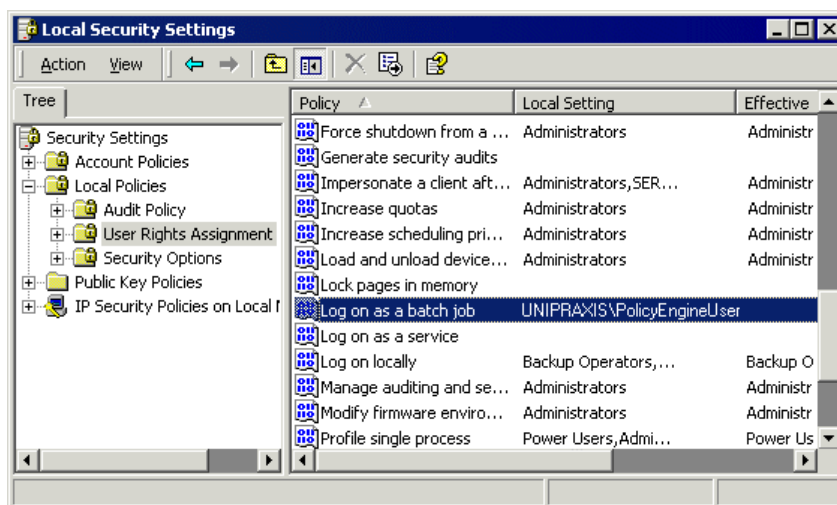 Local Security Settings
Action View
Tree
Policy Local Setting Effective
Security Settings
Account Policies
Local Policies
Audit Policy
User Rights Assignment
Security Options
Public Key Policies
IP Security Policies on Local
Force shutdown from a ... Administrators Administr
Generate security audits
Impersonate a client aft... Administrators,SER... Administr
Increase quotas Administrators Administr
Increase scheduling pri... Administrators Administr
Load and unload device... Administrators Administr
Lock pages in memory
Log on as a batch job UNIPRAXIS\PolicyEngineUser
Log on as a service
Log on locally Backup Operators,... Backup O
Manage auditing and se... Administrators Administr
Modify firmware enviro... Administrators Administr
Profile single process Power Users,Admi... Power Us